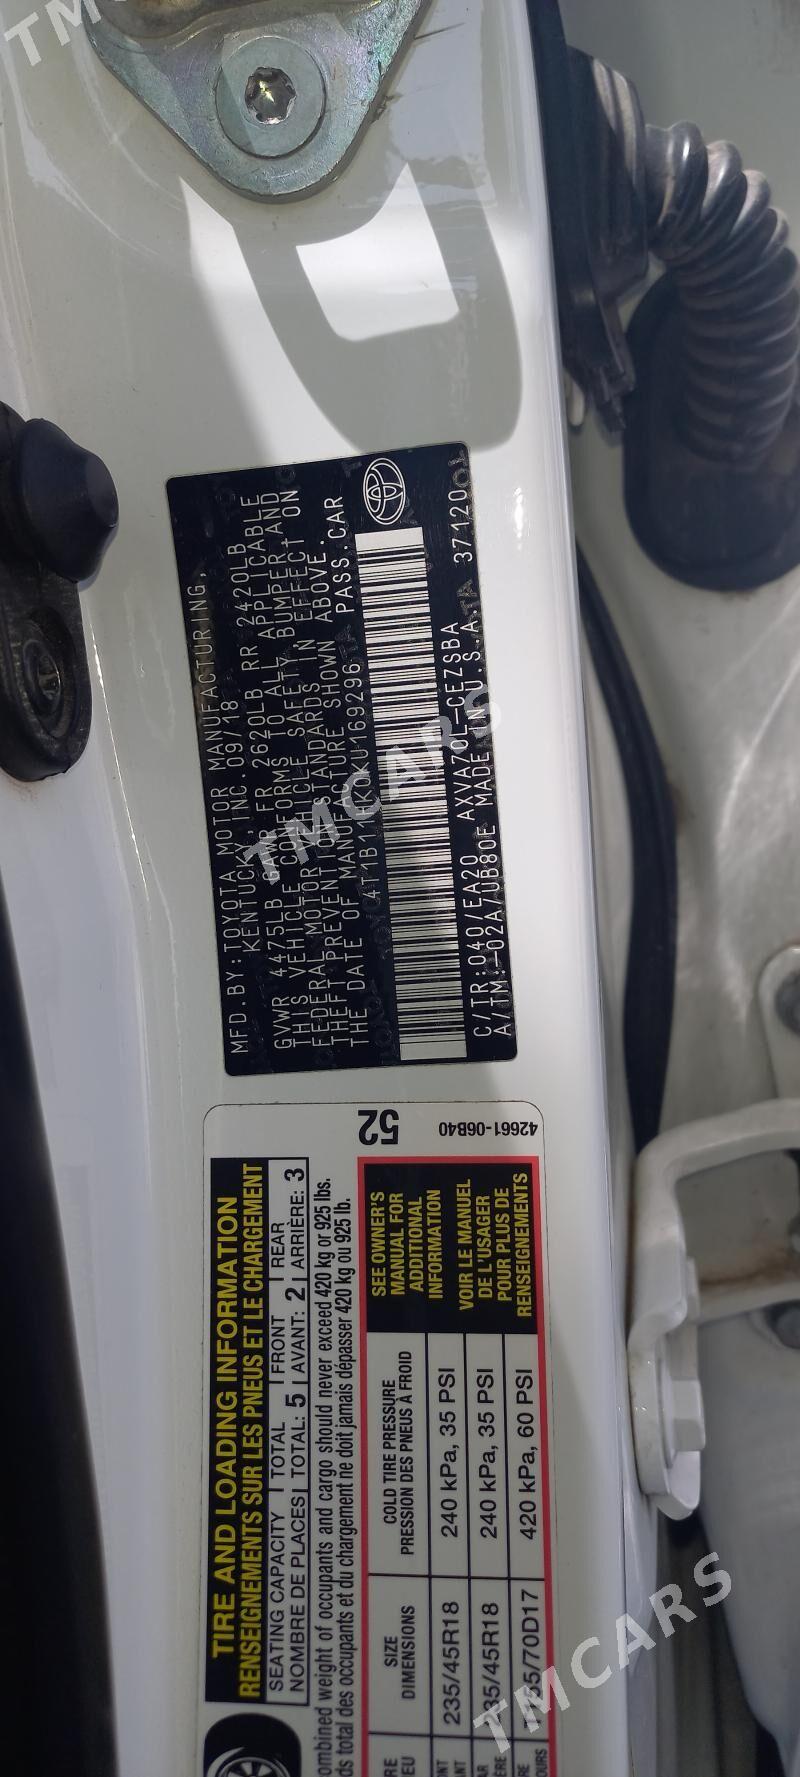 MFD. BY: TOYOTA MOTOR MANUFACTURING,
KENTUCKY, INC. 09/18
GVWR 4475LB GAWR FR 2620LB RR 2420LB
THIS VEHICLE CONFORMS TO ALL APPLICABLE
FEDERAL MOTOR VEHICLE SAFETY, BUMPER, AND
THEFT PREVENTION STANDARDS IN EFFECT ON
THE DATE OF MANUFACTURE SHOWN ABOVE.
PASS. CAR
C/TR: 040/EA20 AXVA70L-CEZSBA
A/TM: -02A/UB80E MADE IN U.S.A. 37120
52
42661-06B40
TIRE AND LOADING INFORMATION
RENSEIGNEMENTS SUR LES PNEUS ET LE CHARGEMENT
SEATING CAPACITY TOTAL FRONT REAR
NOMBRE DE PLACES TOTAL: 5 AVANT: 2 ARRIÈRE: 3
ombined weight of occupants and cargo should never exceed 420 kg or 925 lbs.
ds total des occupants et du chargement ne doit jamais dépasser 420 kg ou 925 lb.
SIZE
DIMENSIONS
COLD TIRE PRESSURE
PRESSION DES PNEUS À FROID
SEE OWNER'S
MANUAL FOR
ADDITIONAL
INFORMATION
VOIR LE MANUEL
DE L'USAGER
POUR PLUS DE
RENSEIGNEMENTS
235/45R18 240 kPa, 35 PSI
235/45R18 240 kPa, 35 PSI
420 kPa, 60 PSI
TMCARS
TMCARS